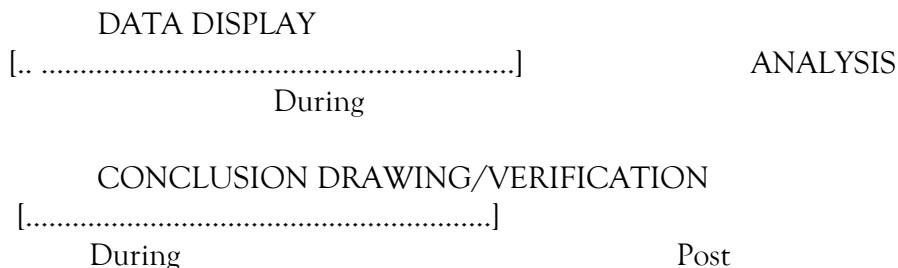 DATA DISPLAY
[.. ............................................................] ANALYSIS
During
CONCLUSION DRAWING/VERIFICATION
[............................................................]
During Post